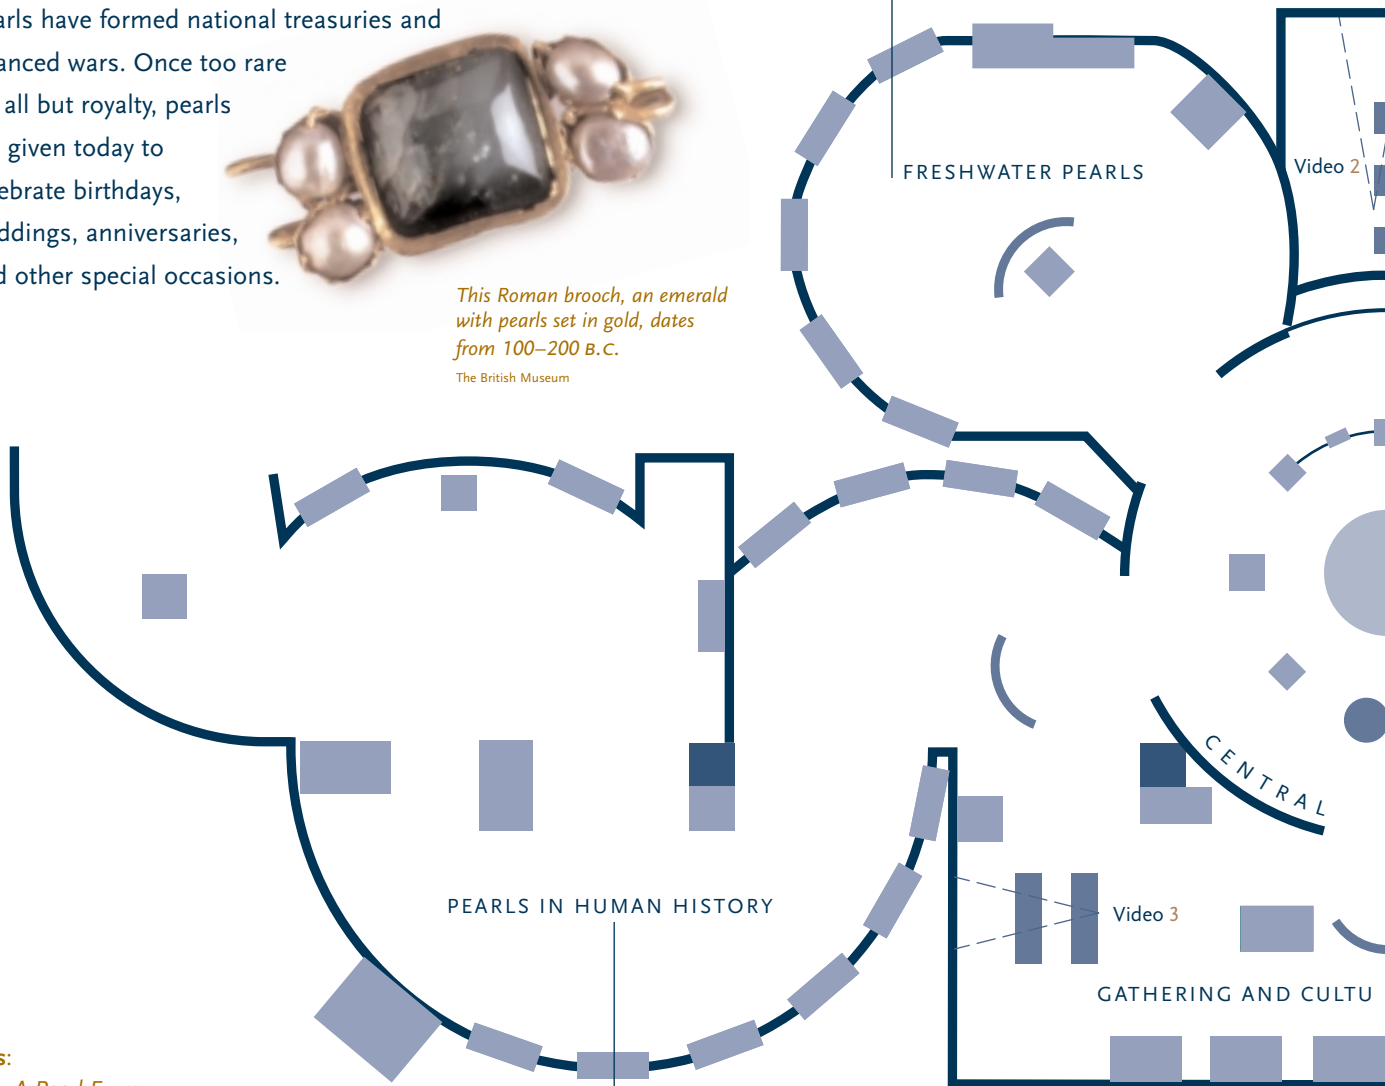 arls have formed national treasuries and
anced wars. Once too rare
all but royalty, pearls
given today to
ebrate birthdays,
ddings, anniversaries,
d other special occasions.
This Roman brooch, an emerald
with pearls set in gold, dates
from 100–200 B.C.
The British Museum
FRESHWATER PEARLS
Video 2
CENTRAL
PEARLS IN HUMAN HISTORY
Video 3
GATHERING AND CULTU
s:
A Pearl E